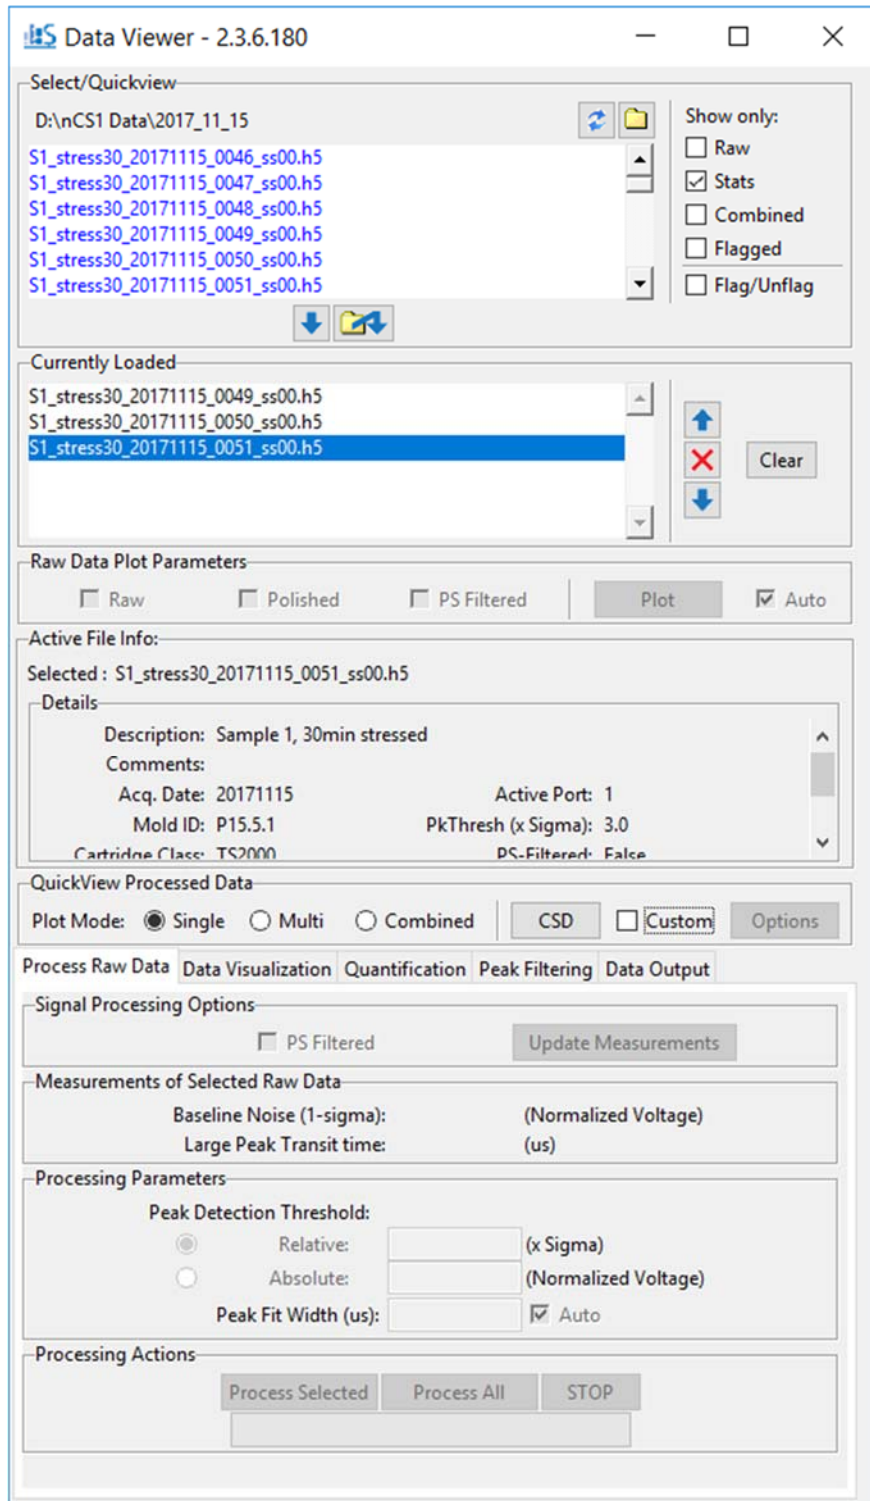 Data Viewer - 2.3.6.180
Select/Quickview
D:\nCS1 Data\2017_11_15
Show only:
S1_stress30_20171115_0046_ss00.h5
Raw
S1_stress30_20171115_0047_ss00.h5
Stats
S1_stress30_20171115_0048_ss00.h5
Combined
S1_stress30_20171115_0049_ss00.h5
Flagged
S1_stress30_20171115_0050_ss00.h5
S1_stress30_20171115_0051_ss00.h5
Flag/Unflag
Currently Loaded
S1_stress30_20171115_0049_ss00.h5
S1_stress30_20171115_0050_ss00.h5
S1_stress30_20171115_0051_ss00.h5
Clear
Raw Data Plot Parameters
Raw Polished PS Filtered Plot Auto
Active File Info:
Selected : S1_stress30_20171115_0051_ss00.h5
Details
Description: Sample 1, 30min stressed
Comments:
Acq. Date: 20171115 Active Port: 1
Mold ID: P15.5.1 PkThresh (x Sigma): 3.0
Cartridge Class: TS2000 PS-Filtered: False
QuickView Processed Data
Plot Mode: Single Multi Combined CSD Custom Options
Process Raw Data Data Visualization Quantification Peak Filtering Data Output
Signal Processing Options
PS Filtered Update Measurements
Measurements of Selected Raw Data
Baseline Noise (1-sigma): (Normalized Voltage)
Large Peak Transit time: (us)
Processing Parameters
Peak Detection Threshold:
Relative: (x Sigma)
Absolute: (Normalized Voltage)
Peak Fit Width (us): Auto
Processing Actions
Process Selected Process All STOP